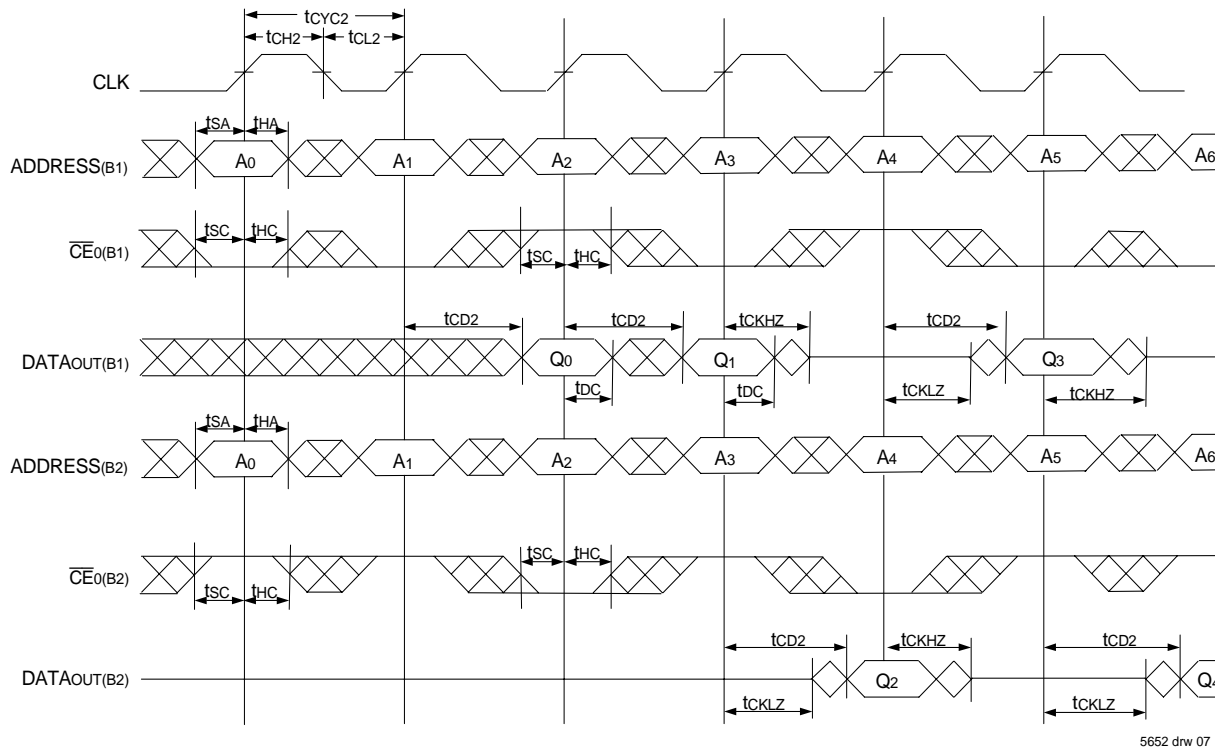 tCYC2
tCH2 tCL2
CLK
tSA tHA
ADDRESS(B1) A0 A1 A2 A3 A4 A5 A6
tSC tHC
CE0(B1)
tSC tHC
tCD2 tCD2 tCKHZ tCD2
DATAOUT(B1) Q0 Q1 Q3
tDC tDC tCKLZ tCKHZ
tSA tHA
ADDRESS(B2) A0 A1 A2 A3 A4 A5 A6
tSC tHC
CE0(B2)
tSC tHC
tCD2 tCKHZ tCD2
DATAOUT(B2) Q2 Q4
tCKLZ tCKLZ
5652 drw 07